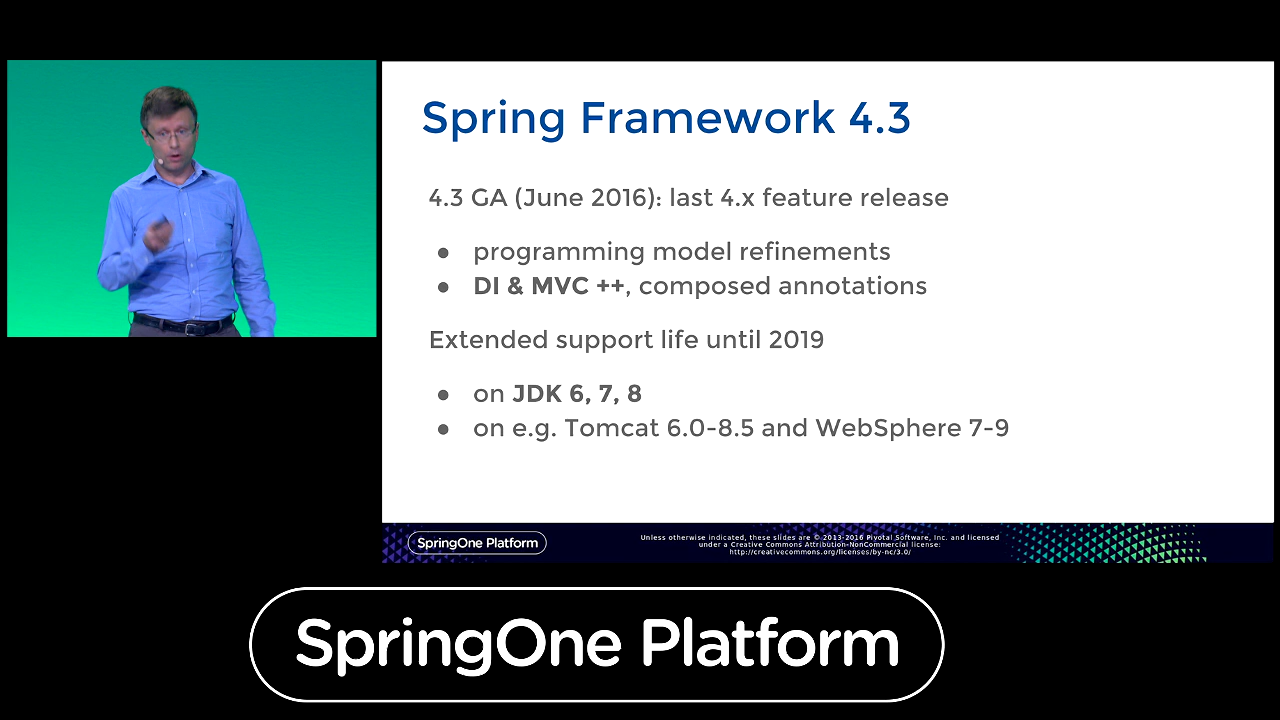 Spring Framework 4.3
4.3 GA (June 2016): last 4.x feature release
● programming model refinements
● DI & MVC ++, composed annotations
Extended support life until 2019
● on JDK 6, 7, 8
● on e.g. Tomcat 6.0-8.5 and WebSphere 7-9
SpringOne Platform
Unless otherwise indicated, these slides are © 2013-2016 Pivotal Software, Inc. and licensed
under a Creative Commons Attribution-NonCommercial license:
http://creativecommons.org/licenses/by-nc/3.0/
SpringOne Platform